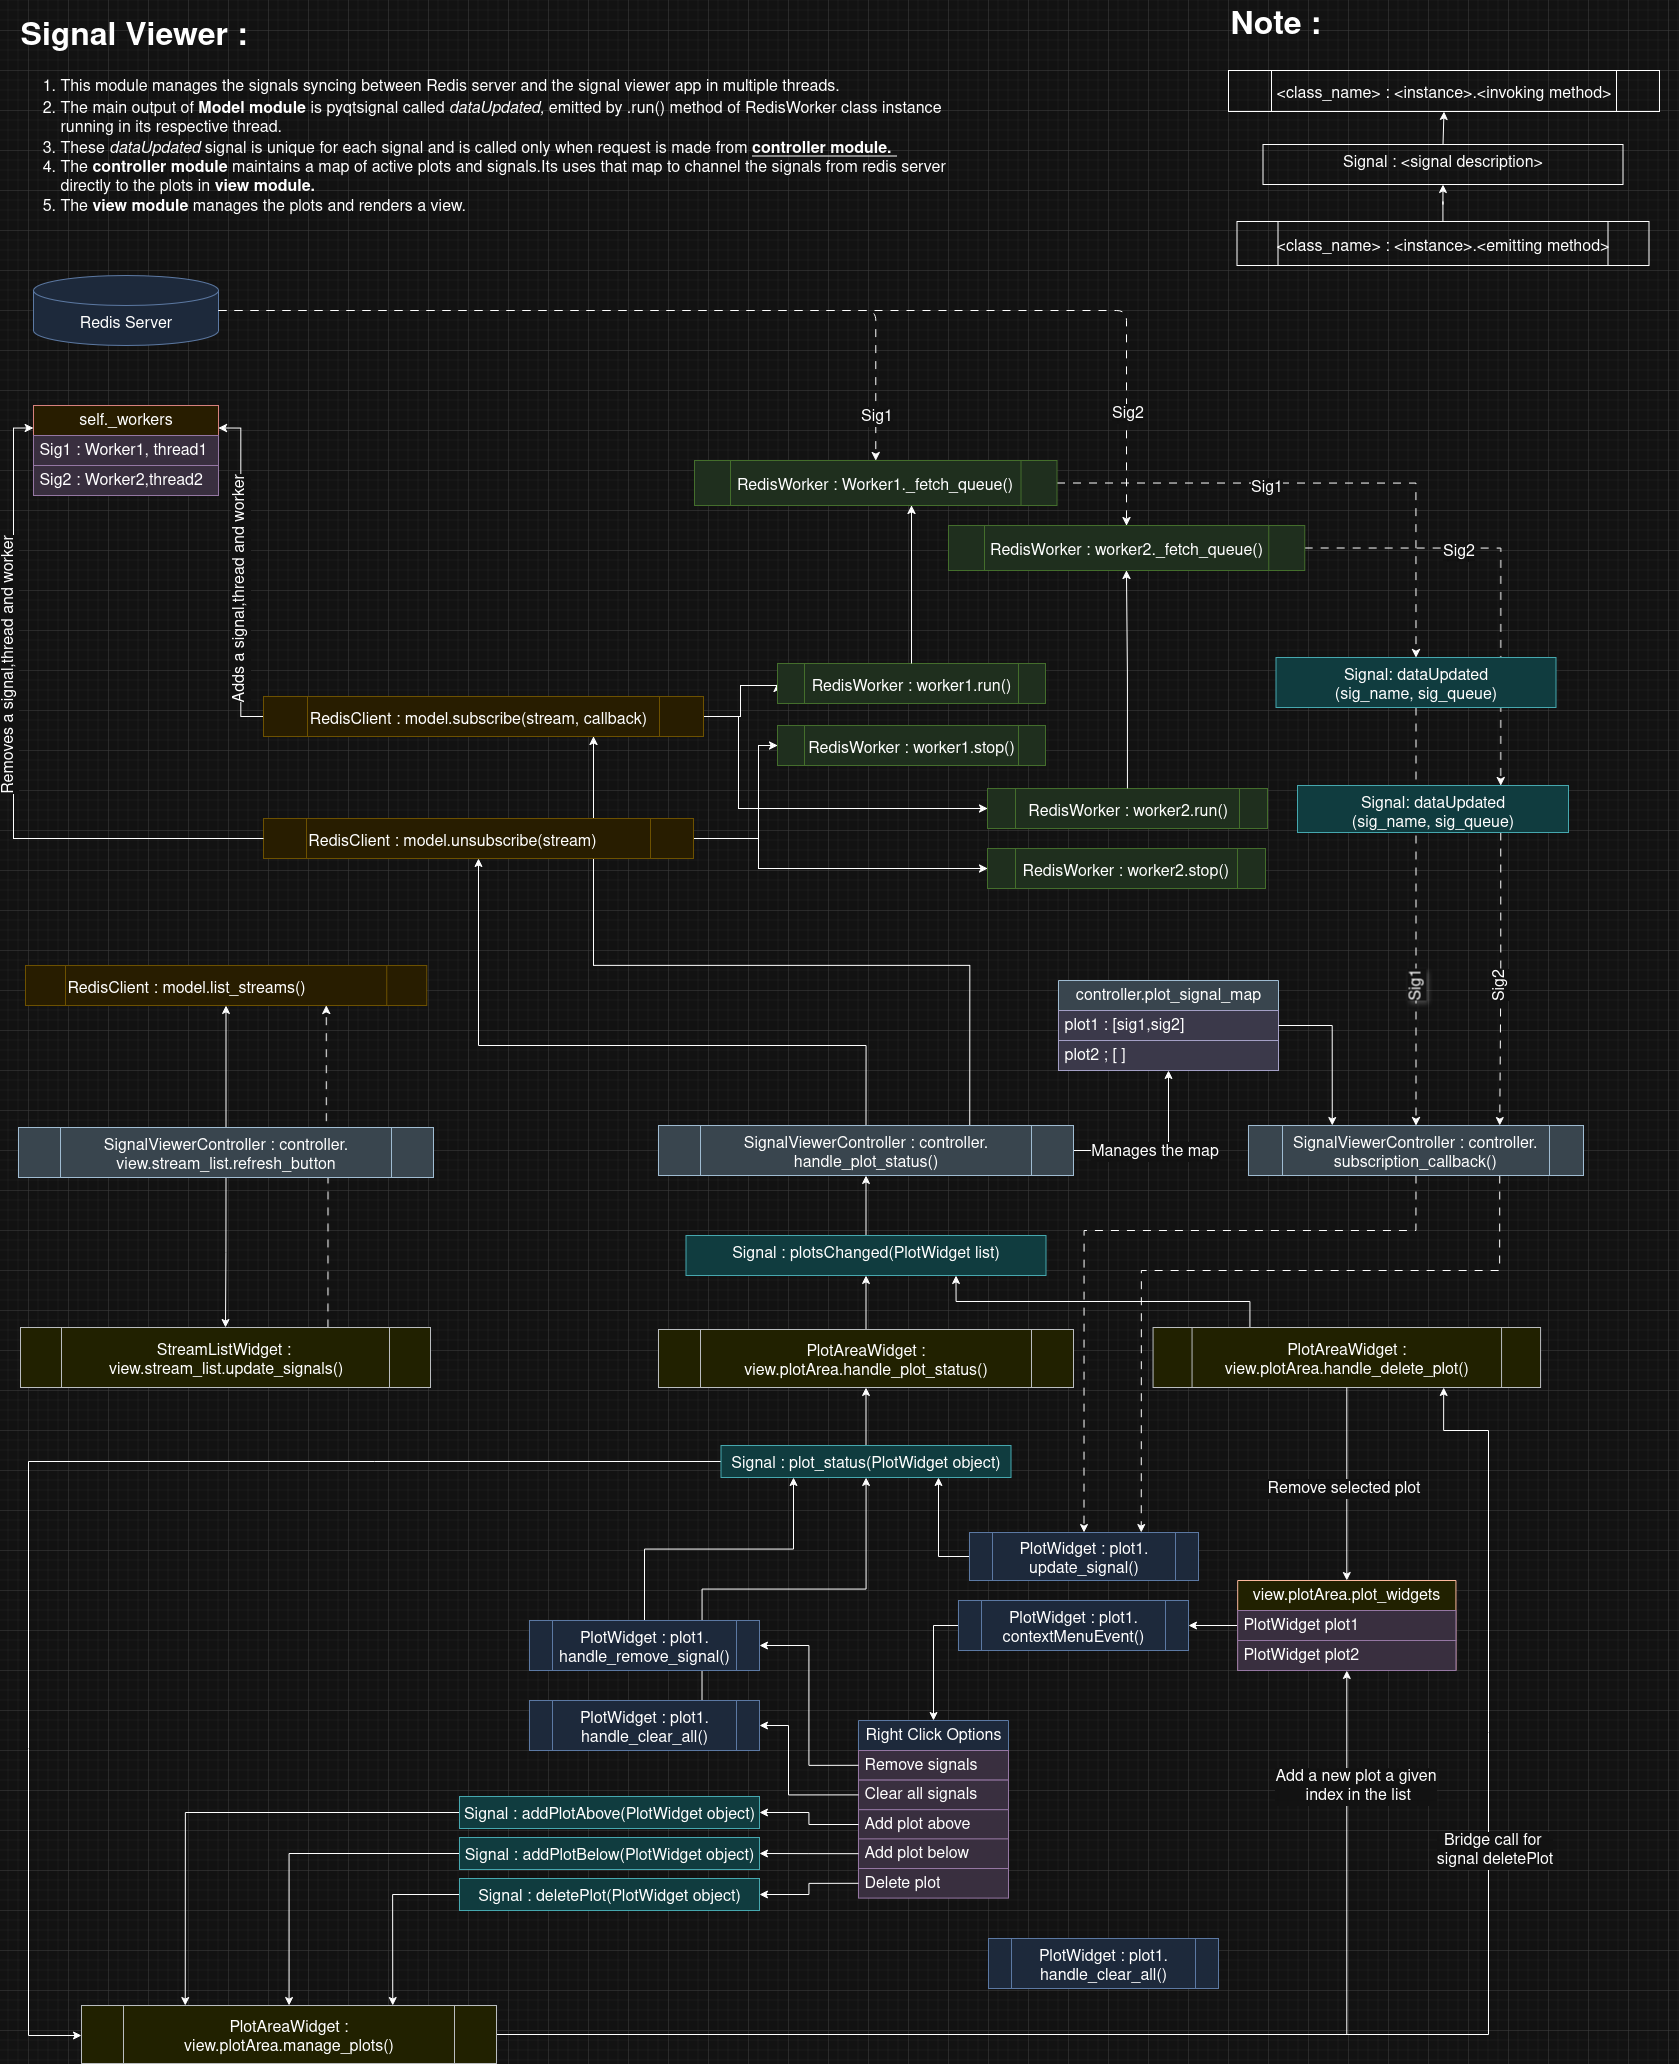 Signal Viewer :
1. This module manages the signals syncing between Redis server and the signal viewer app in multiple threads.
2. The main output of Model module is pyqtsignal called dataUpdated, emitted by .run() method of RedisWorker class instance
running in its respective thread.
3. These dataUpdated signal is unique for each signal and is called only when request is made from controller module.
4. The controller module maintains a map of active plots and signals.Its uses that map to channel the signals from redis server
directly to the plots in view module.
5. The view module manages the plots and renders a view.
Note :
<class_name> : <instance>.<invoking method>
Signal : <signal description>
<class_name> : <instance>.<emitting method>
Redis Server
Sig1
Sig2
self._workers
Sig1 : Worker1, thread1
Sig2 : Worker2,thread2
Removes a signal,thread and worker
Adds a signal,thread and worker
RedisWorker : Worker1._fetch_queue()
Sig1
RedisWorker : worker2._fetch_queue()
Sig2
RedisWorker : worker1.run()
Signal: dataUpdated
(sig_name, sig_queue)
RedisClient : model.subscribe(stream, callback)
RedisWorker : worker1.stop()
RedisWorker : worker2.run()
Signal: dataUpdated
(sig_name, sig_queue)
RedisClient : model.unsubscribe(stream)
RedisWorker : worker2.stop()
RedisClient : model.list_streams()
controller.plot_signal_map
plot1 : [sig1,sig2]
plot2 ; [ ]
Sig1
Sig2
SignalViewerController : controller.
view.stream_list.refresh_button
SignalViewerController : controller.
handle_plot_status()
Manages the map
SignalViewerController : controller.
subscription_callback()
Signal : plotsChanged(PlotWidget list)
StreamListWidget :
view.stream_list.update_signals()
PlotAreaWidget :
view.plotArea.handle_plot_status()
PlotAreaWidget :
view.plotArea.handle_delete_plot()
Signal : plot_status(PlotWidget object)
Remove selected plot
PlotWidget : plot1.
update_signal()
view.plotArea.plot_widgets
PlotWidget plot1
PlotWidget plot2
PlotWidget : plot1.
contextMenuEvent()
PlotWidget : plot1.
handle_remove_signal()
PlotWidget : plot1.
handle_clear_all()
Right Click Options
Remove signals
Clear all signals
Add plot above
Add plot below
Delete plot
Add a new plot a given
index in the list
Signal : addPlotAbove(PlotWidget object)
Signal : addPlotBelow(PlotWidget object)
Signal : deletePlot(PlotWidget object)
Bridge call for
signal deletePlot
PlotWidget : plot1.
handle_clear_all()
PlotAreaWidget :
view.plotArea.manage_plots()